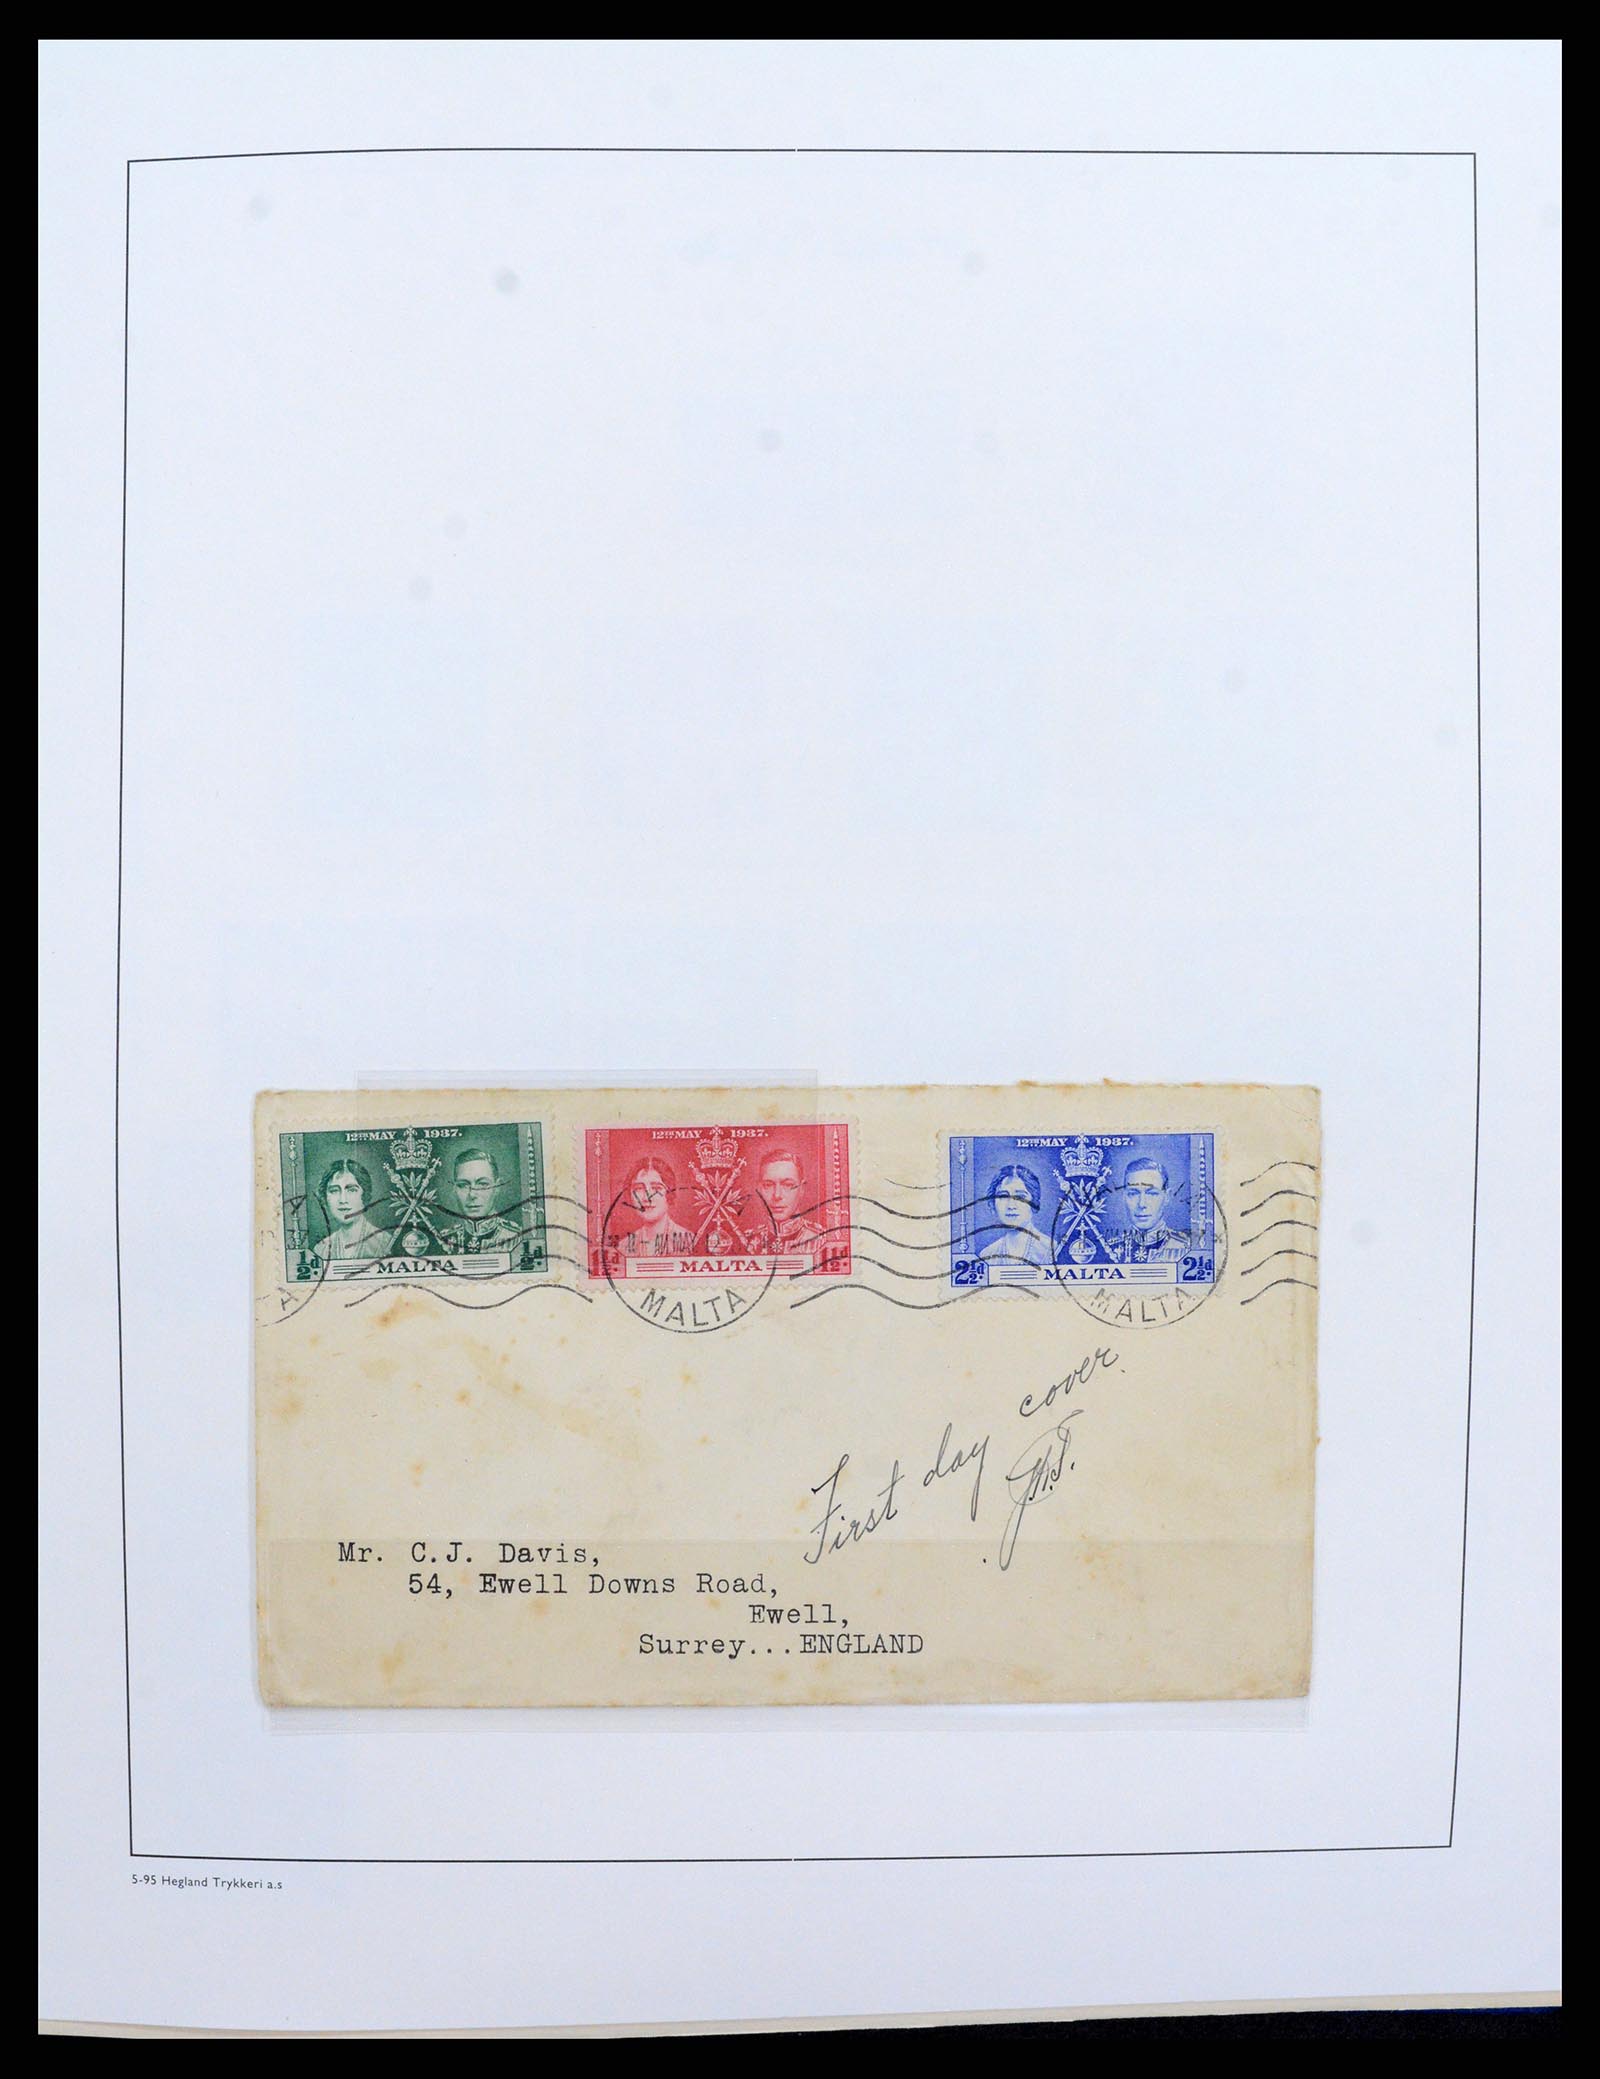 12TH MAY 1937.
½d. MALTA ½d.
12TH MAY 1937.
1½d. MALTA 1½d.
12TH MAY 1937.
2½d. MALTA 2½d.
TA
MALTA
MALTA
First day cover.
Mr. C.J. Davis,
54, Ewell Downs Road,
Ewell,
Surrey...ENGLAND
5-95 Hegland Trykkeri a.s